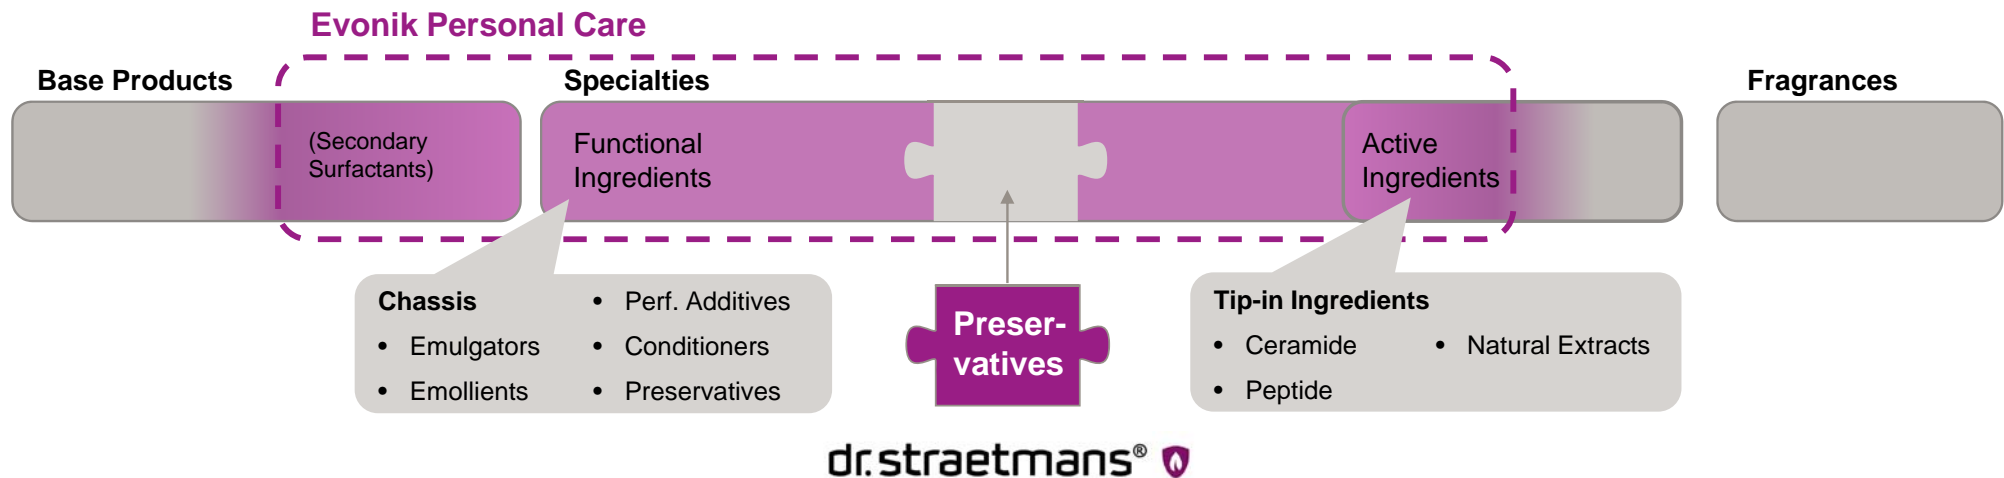 Evonik Personal Care
Base Products
Specialties
Fragrances
(Secondary
Surfactants)
Functional
Ingredients
Active
Ingredients
Chassis
• Emulgators
• Emollients
• Perf. Additives
• Conditioners
• Preservatives
Preser-
vatives
Tip-in Ingredients
• Ceramide
• Peptide
• Natural Extracts
dr.straetmans®